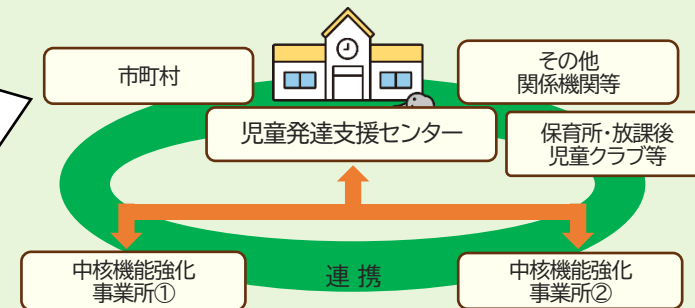 市町村
その他
関係機関等
児童発達支援センター
保育所・放課後
児童クラブ等
中核機能強化
事業所①
連携
中核機能強化
事業所②